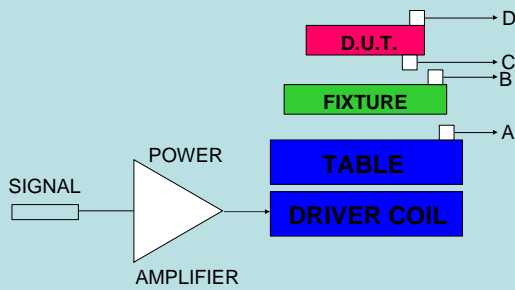 D
D.U.T.
C
B
FIXTURE
A
POWER
TABLE
SIGNAL
DRIVER COIL
AMPLIFIER